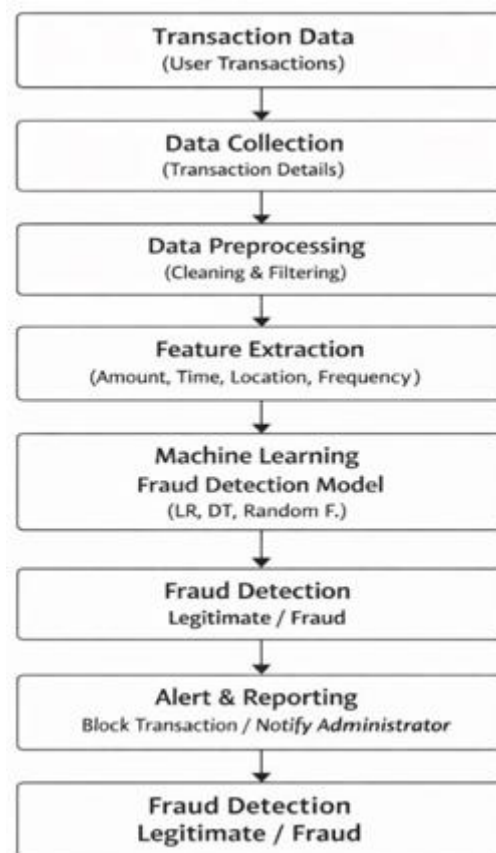 Transaction Data
(User Transactions)
Data Collection
(Transaction Details)
Data Preprocessing
(Cleaning & Filtering)
Feature Extraction
(Amount, Time, Location, Frequency)
Machine Learning
Fraud Detection Model
(LR, DT, Random F.)
Fraud Detection
Legitimate / Fraud
Alert & Reporting
Block Transaction / Notify Administrator
Fraud Detection
Legitimate / Fraud